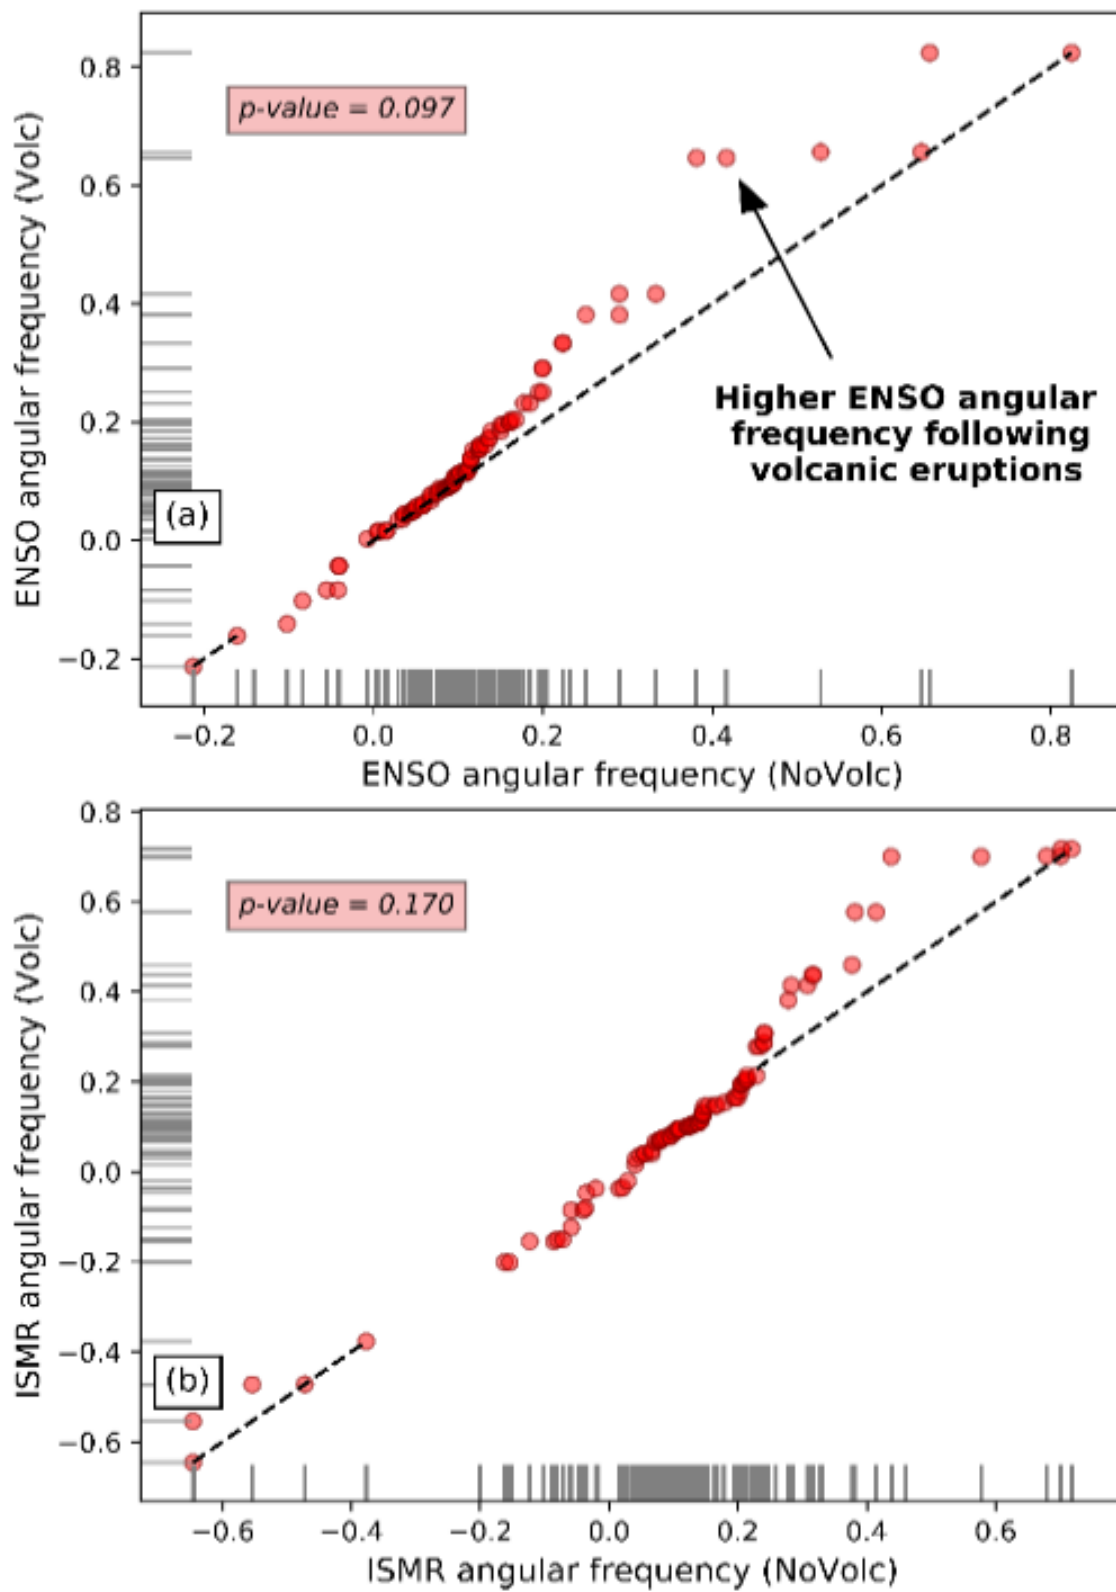 0.8
0.6
0.4
0.2
0.0
−0.2
ENSO angular frequency (Volc)
p-value = 0.097
Higher ENSO angular
frequency following
volcanic eruptions
(a)
−0.2 0.0 0.2 0.4 0.6 0.8
ENSO angular frequency (NoVolc)
0.8
0.6
0.4
0.2
0.0
−0.2
−0.4
−0.6
ISMR angular frequency (Volc)
p-value = 0.170
(b)
−0.6 −0.4 −0.2 0.0 0.2 0.4 0.6
ISMR angular frequency (NoVolc)